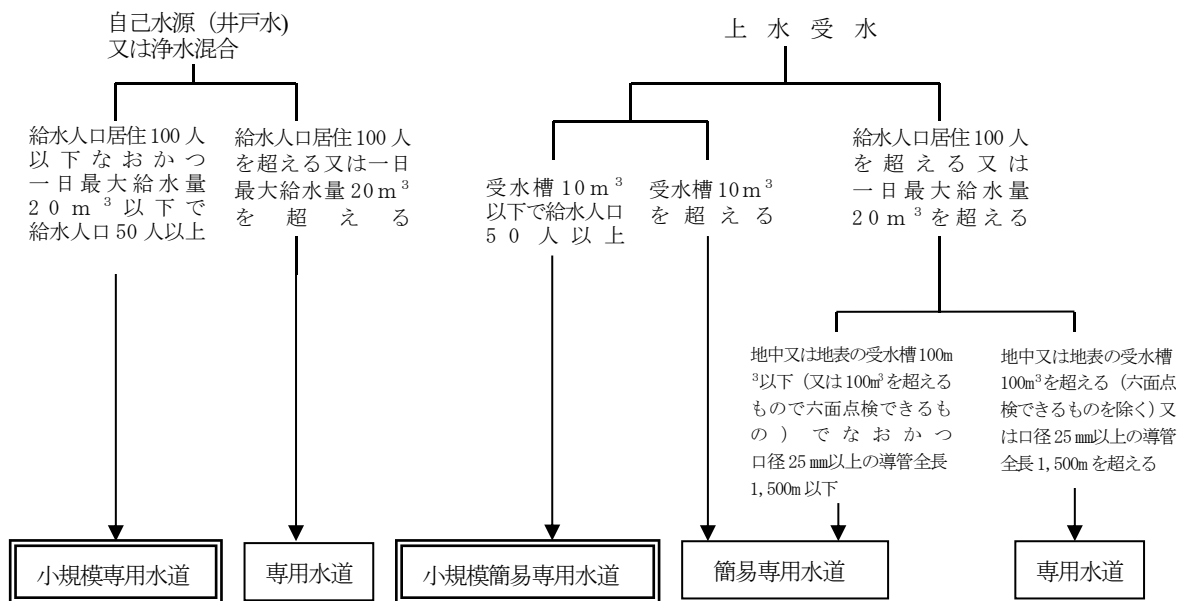 自己水源（井戸水）
又は浄水混合
上水受水
給水人口居住100人
以下なおかつ
一日最大給水量
20m³以下で
給水人口50人以上
給水人口居住100人
を超える又は一日
最大給水量20m³
を超える
受水槽10m³
以下で給水人口
50人以上
受水槽10m³
を超える
給水人口居住100人
を超える又は
一日最大給水量
20m³を超える
地中又は地表の受水槽100m
³以下（又は100m³を超える
もので六面点検できるも
の）でなおかつ
口径25㎜以上の導管全長
1,500m以下
地中又は地表の受水槽
100m³を超える（六面点
検できるものを除く）又
は口径25㎜以上の導管
全長1,500mを超える
小規模専用水道
専用水道
小規模簡易専用水道
簡易専用水道
専用水道